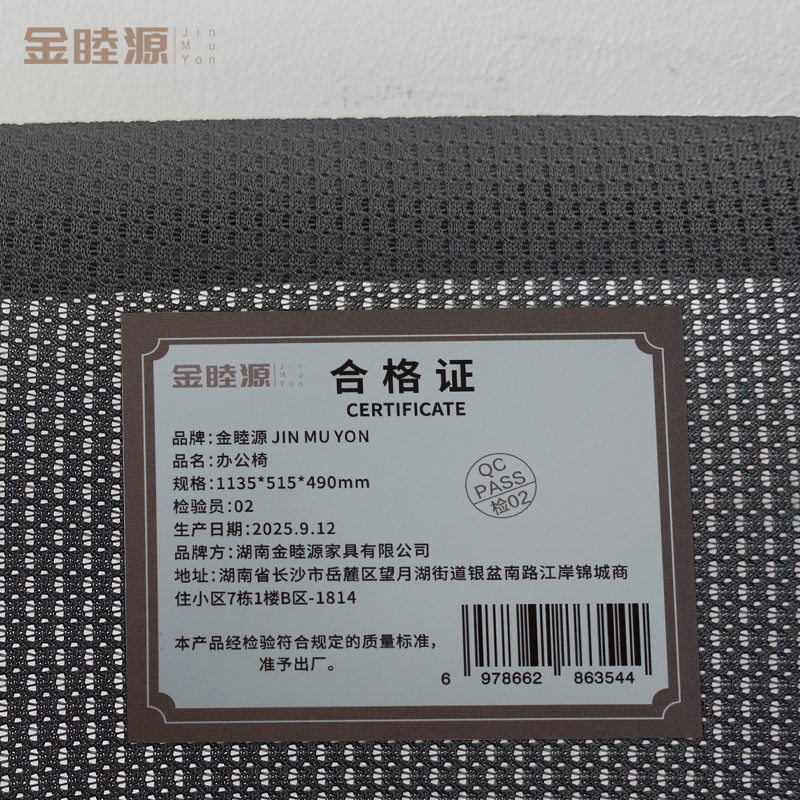 金睦源 Jin Mu Yon
金睦源 Jin Mu Yon
合格证
CERTIFICATE
品牌:金睦源 JIN MU YON
品名:办公椅
规格:1135*515*490mm
检验员:02
生产日期:2025.9.12
品牌方:湖南金睦源家具有限公司
地址:湖南省长沙市岳麓区望月湖街道银盆南路江岸锦城商
住小区7栋1楼B区-1814
QC
PASS
检02
本产品经检验符合规定的质量标准，
准予出厂。
6 978662 863544